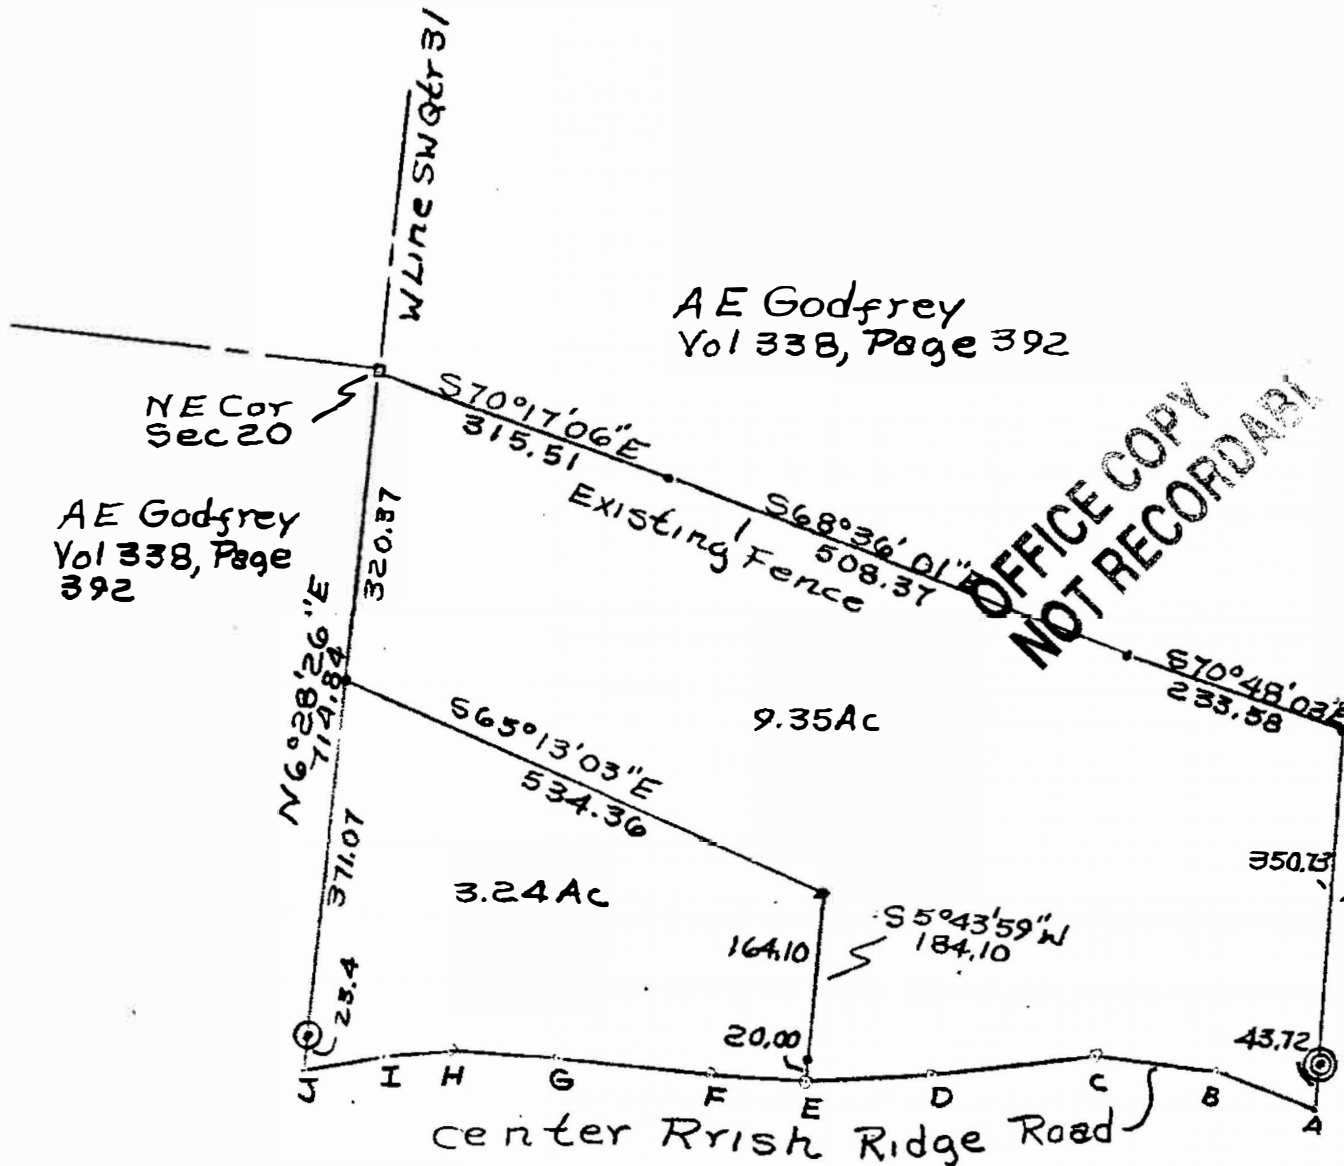 W Line SW Qtr 31
A E Godfrey
Vol 338, Page 392
NE Cor
Sec 20
S70°17'06"E
315.51
Existing Fence
S68°36'01"E
508.37
OFFICE COPY
NOT RECORDABL
A E Godfrey
Vol 338, Page
392
320.37
N6°28'26"E
714.84
S70°48'03"E
233.58
9.35Ac
S65°13'03"E
534.36
371.07
3.24Ac
350.73
S5°43'59"W
184.10
164.10
23.4
20.00
43.72
J I H G F E D C B A
center Rrish Ridge Road